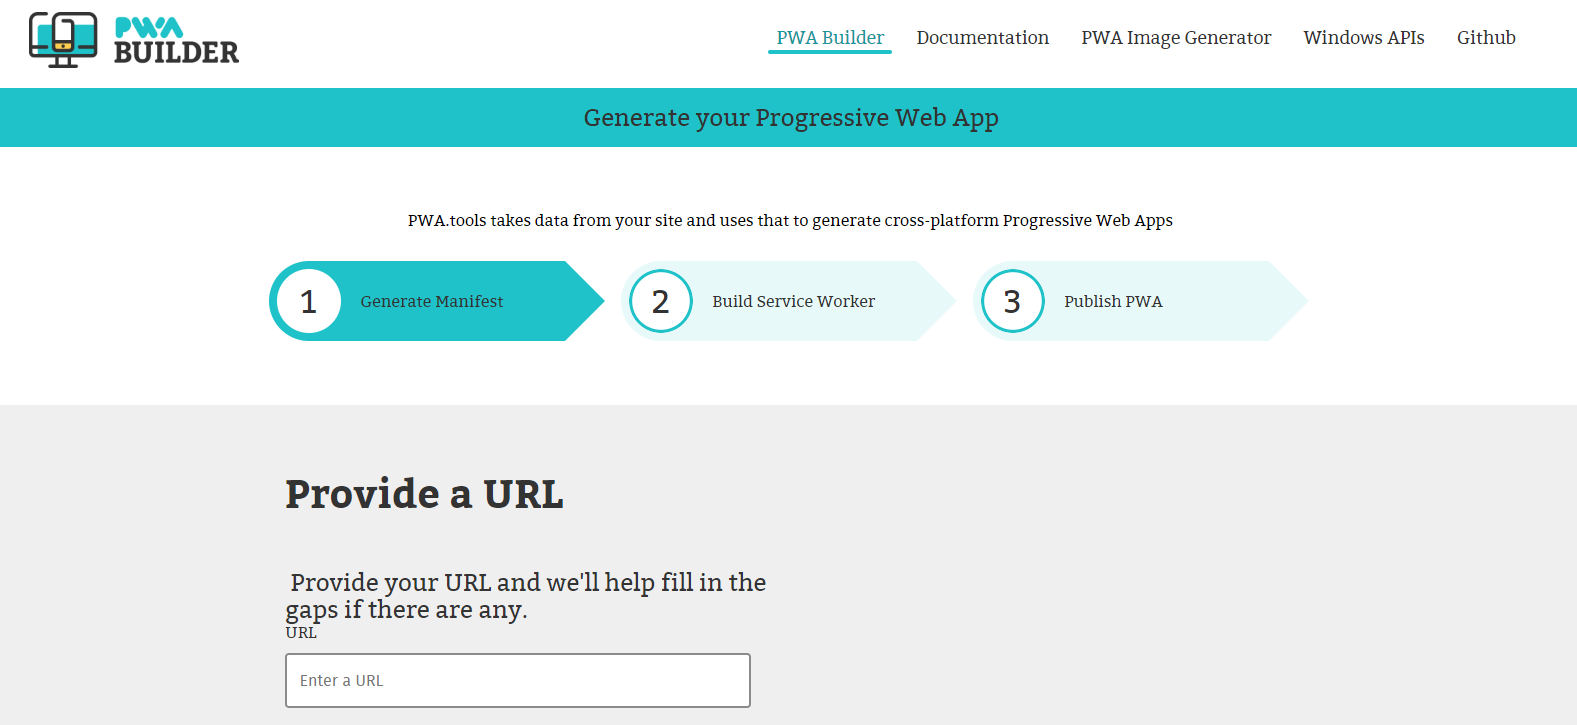 PWA
BUILDER
PWA Builder Documentation PWA Image Generator Windows APIs Github
Generate your Progressive Web App
PWA.tools takes data from your site and uses that to generate cross-platform Progressive Web Apps
1 Generate Manifest 2 Build Service Worker 3 Publish PWA
Provide a URL
Provide your URL and we'll help fill in the
gaps if there are any.
URL
Enter a URL